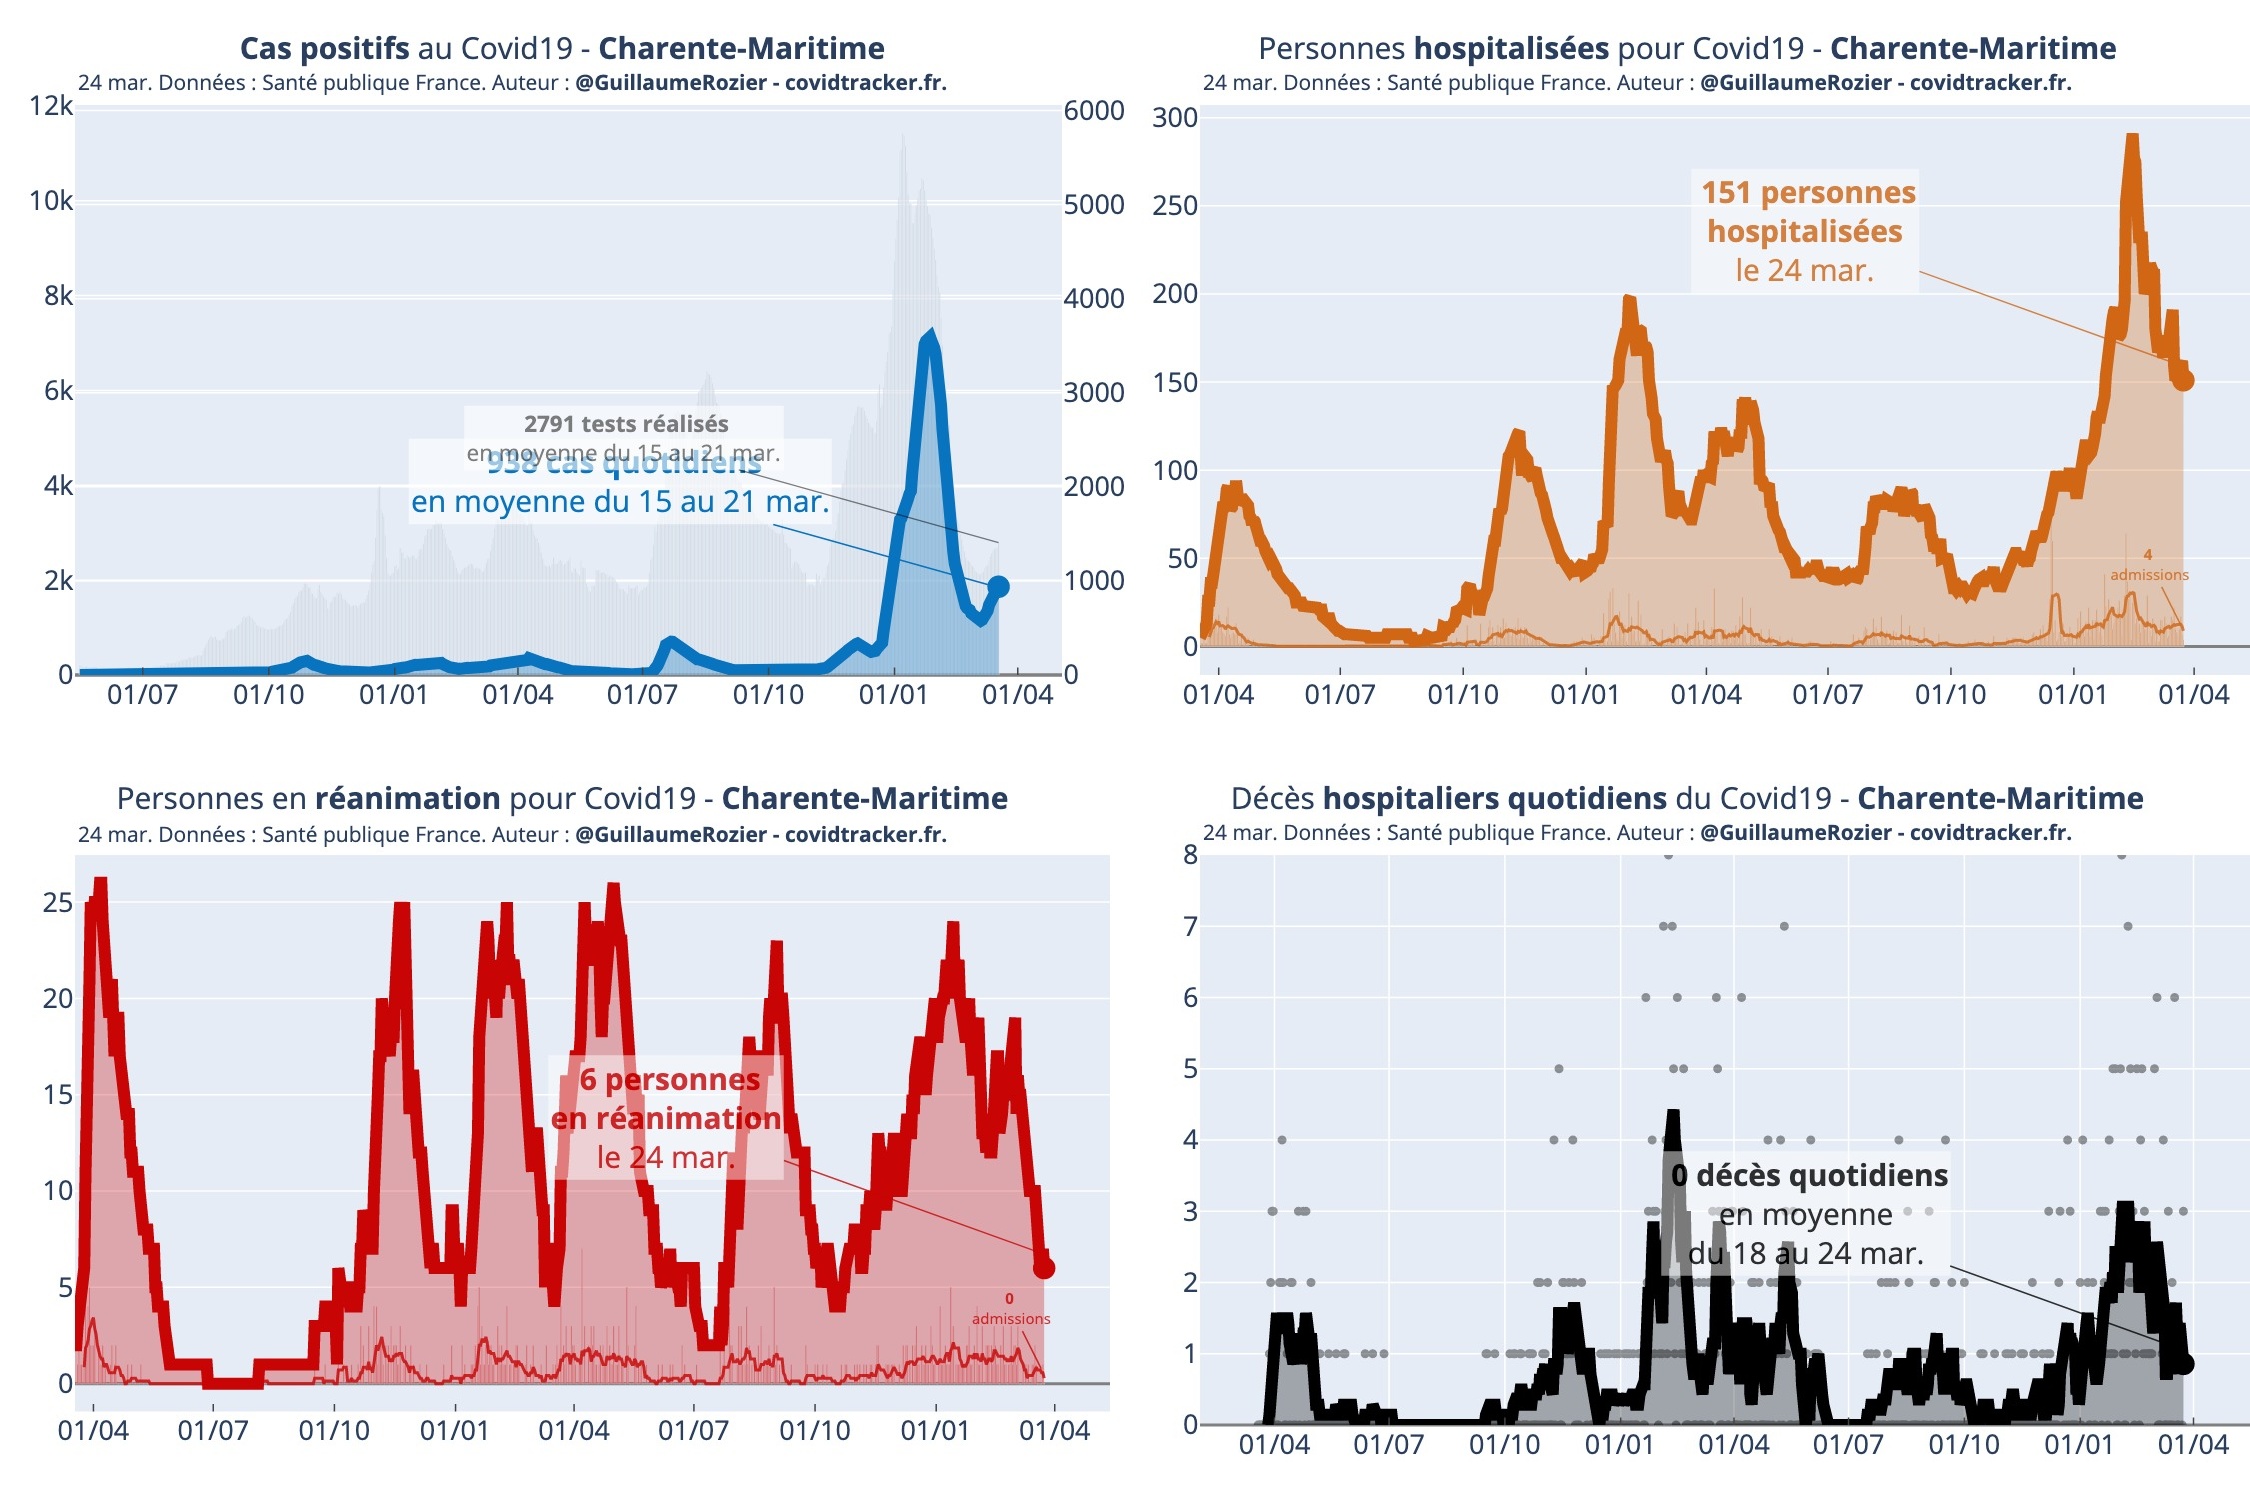 Cas positifs au Covid19 - Charente-Maritime
24 mar. Données : Santé publique France. Auteur : @GuillaumeRozier - covidtracker.fr.
12k
10k
8k
6k
4k
2k
0
6000
5000
4000
3000
2000
1000
0
2791 tests réalisés
en moyenne du 15 au 21 mar.
938 cas quotidiens
en moyenne du 15 au 21 mar.
01/07 01/10 01/01 01/04 01/07 01/10 01/01 01/04
Personnes hospitalisées pour Covid19 - Charente-Maritime
24 mar. Données : Santé publique France. Auteur : @GuillaumeRozier - covidtracker.fr.
300
250
200
150
100
50
0
151 personnes
hospitalisées
le 24 mar.
4
admissions
01/04 01/07 01/10 01/01 01/04 01/07 01/10 01/01 01/04
Personnes en réanimation pour Covid19 - Charente-Maritime
24 mar. Données : Santé publique France. Auteur : @GuillaumeRozier - covidtracker.fr.
25
20
15
10
5
0
6 personnes
en réanimation
le 24 mar.
0
admissions
01/04 01/07 01/10 01/01 01/04 01/07 01/10 01/01 01/04
Décès hospitaliers quotidiens du Covid19 - Charente-Maritime
24 mar. Données : Santé publique France. Auteur : @GuillaumeRozier - covidtracker.fr.
8
7
6
5
4
3
2
1
0
0 décès quotidiens
en moyenne
du 18 au 24 mar.
01/04 01/07 01/10 01/01 01/04 01/07 01/10 01/01 01/04